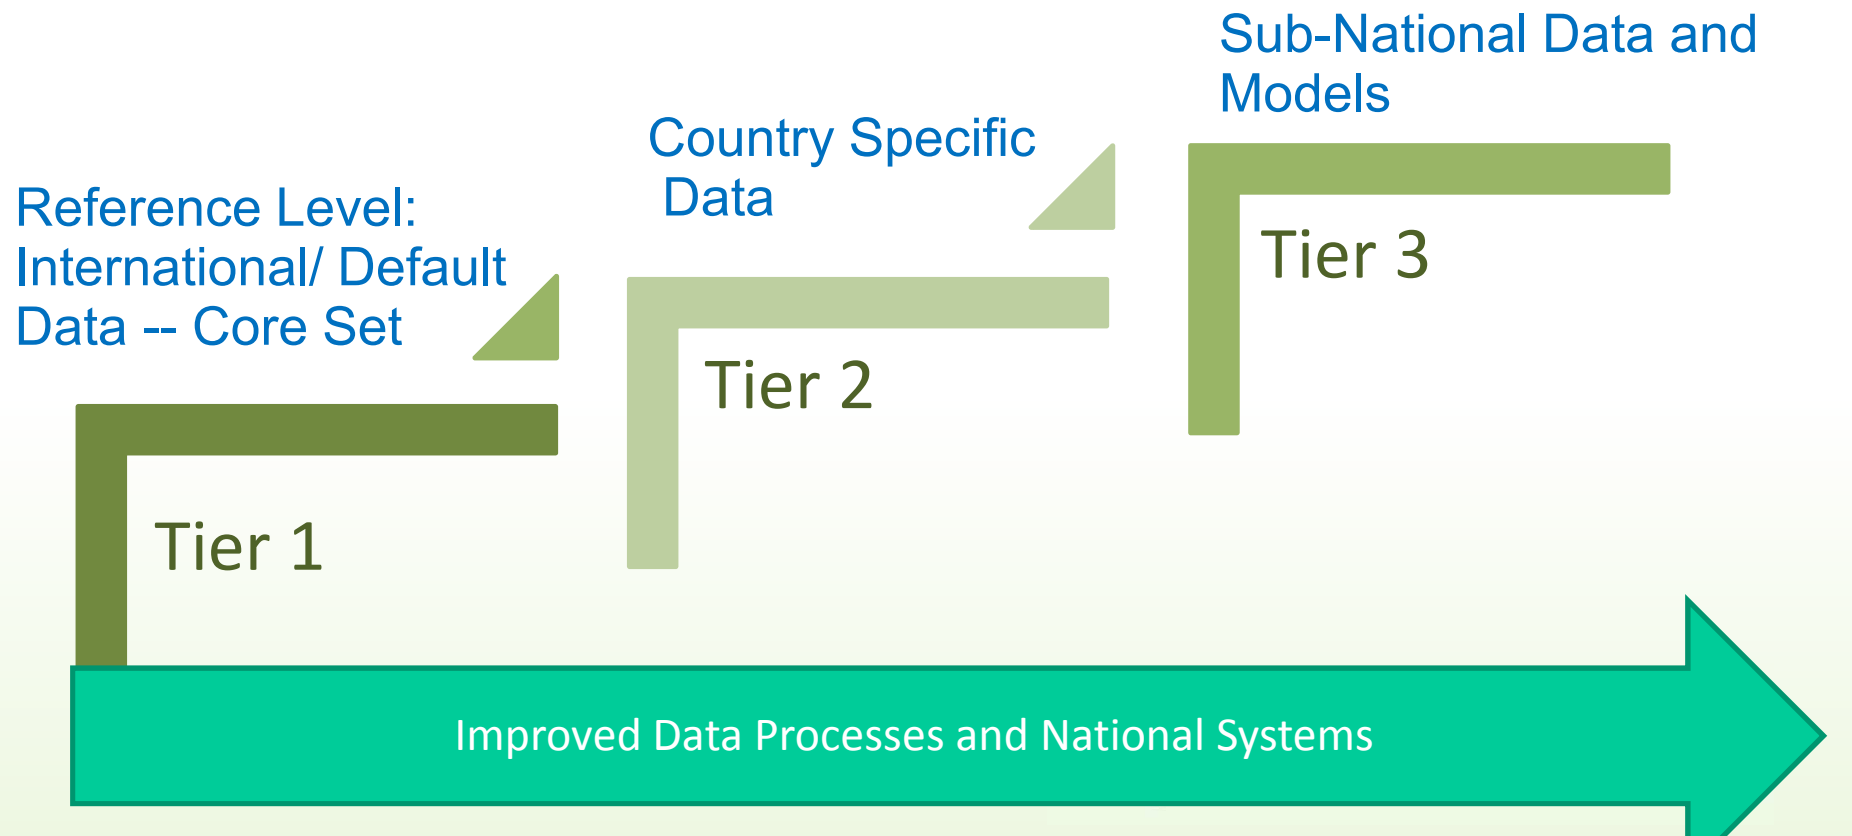 Sub-National Data and
Models
Country Specific
Data
Reference Level:
International/ Default
Data -- Core Set
Tier 3
Tier 2
Tier 1
Improved Data Processes and National Systems